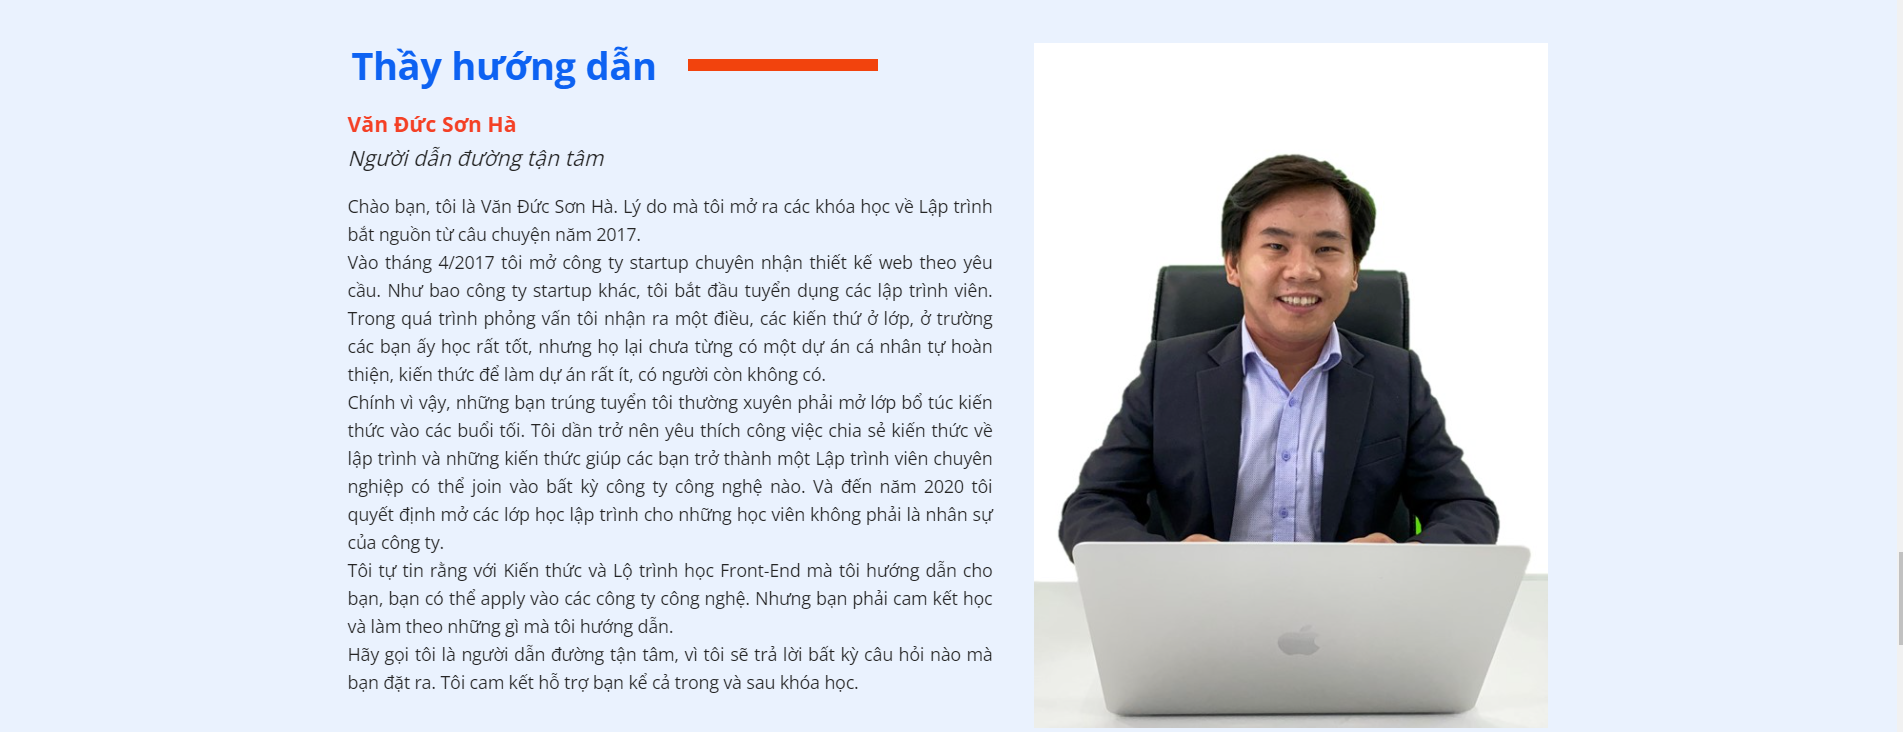 Thầy hướng dẫn
Văn Đức Sơn Hà
Người dẫn đường tận tâm
Chào bạn, tôi là Văn Đức Sơn Hà. Lý do mà tôi mở ra các khóa học về Lập trình
bắt nguồn từ câu chuyện năm 2017.
Vào tháng 4/2017 tôi mở công ty startup chuyên nhận thiết kế web theo yêu
cầu. Như bao công ty startup khác, tôi bắt đầu tuyển dụng các lập trình viên.
Trong quá trình phỏng vấn tôi nhận ra một điều, các kiến thứ ở lớp, ở trường
các bạn ấy học rất tốt, nhưng họ lại chưa từng có một dự án cá nhân tự hoàn
thiện, kiến thức để làm dự án rất ít, có người còn không có.
Chính vì vậy, những bạn trúng tuyển tôi thường xuyên phải mở lớp bổ túc kiến
thức vào các buổi tối. Tôi dần trở nên yêu thích công việc chia sẻ kiến thức về
lập trình và những kiến thức giúp các bạn trở thành một Lập trình viên chuyên
nghiệp có thể join vào bất kỳ công ty công nghệ nào. Và đến năm 2020 tôi
quyết định mở các lớp học lập trình cho những học viên không phải là nhân sự
của công ty.
Tôi tự tin rằng với Kiến thức và Lộ trình học Front-End mà tôi hướng dẫn cho
bạn, bạn có thể apply vào các công ty công nghệ. Nhưng bạn phải cam kết học
và làm theo những gì mà tôi hướng dẫn.
Hãy gọi tôi là người dẫn đường tận tâm, vì tôi sẽ trả lời bất kỳ câu hỏi nào mà
bạn đặt ra. Tôi cam kết hỗ trợ bạn kể cả trong và sau khóa học.